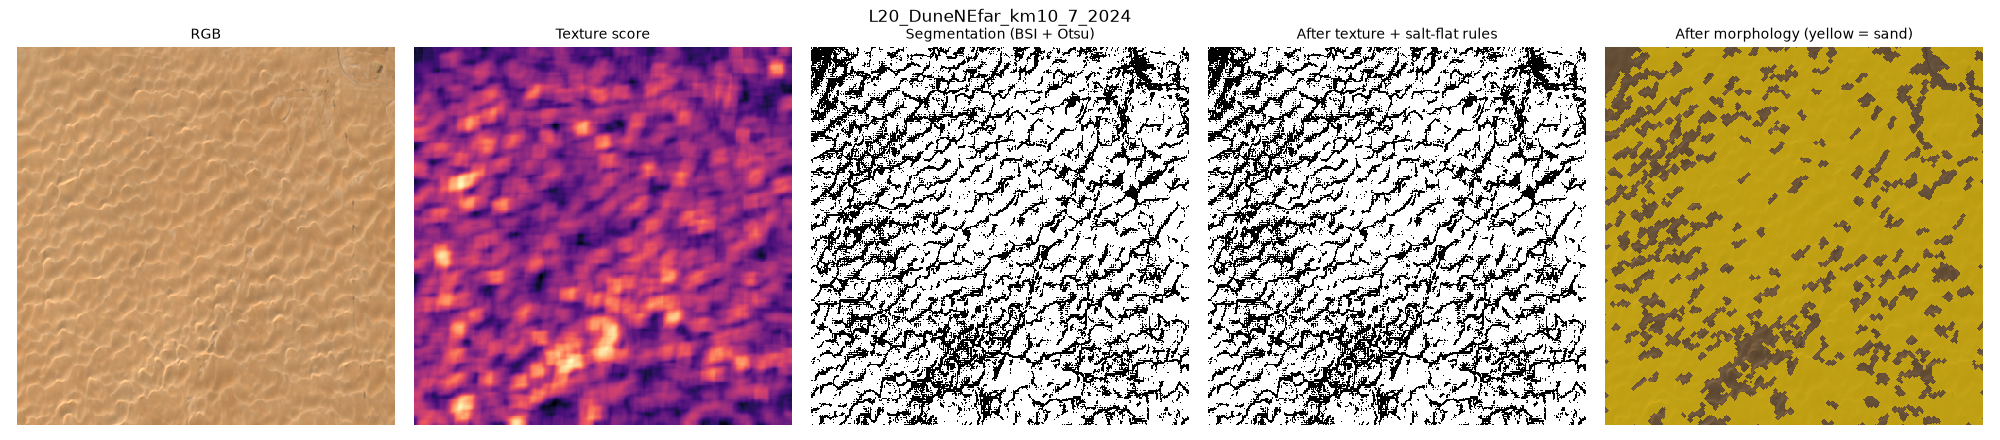 L20_DuneNEfar_km10_7_2024
RGB
Texture score
Segmentation (BSI + Otsu)
After texture + salt-flat rules
After morphology (yellow = sand)